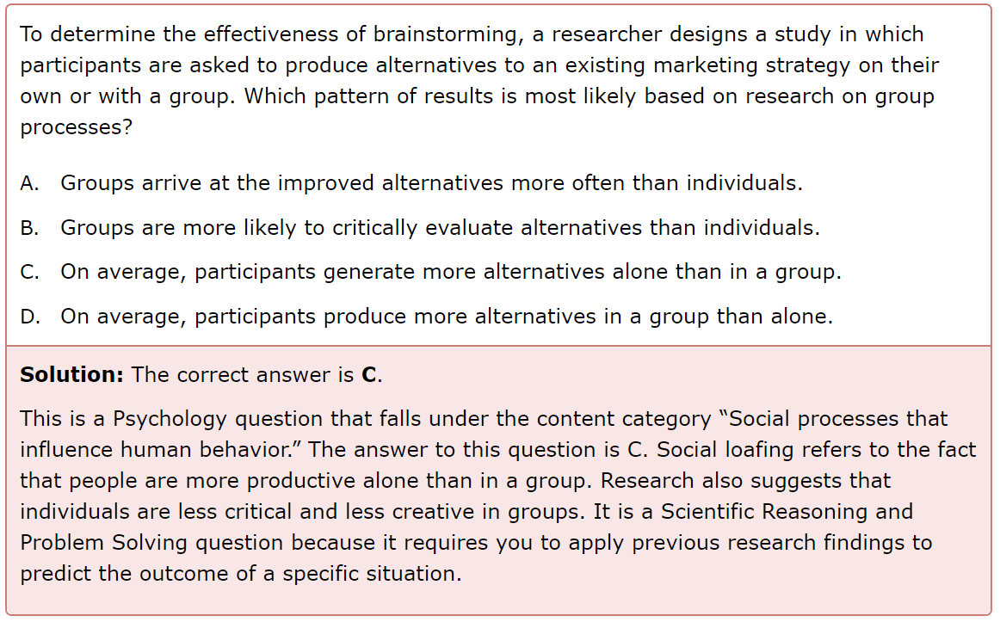 To determine the effectiveness of brainstorming, a researcher designs a study in which
participants are asked to produce alternatives to an existing marketing strategy on their
own or with a group. Which pattern of results is most likely based on research on group
processes?
A. Groups arrive at the improved alternatives more often than individuals.
B. Groups are more likely to critically evaluate alternatives than individuals.
C. On average, participants generate more alternatives alone than in a group.
D. On average, participants produce more alternatives in a group than alone.
Solution: The correct answer is C.
This is a Psychology question that falls under the content category “Social processes that
influence human behavior.” The answer to this question is C. Social loafing refers to the fact
that people are more productive alone than in a group. Research also suggests that
individuals are less critical and less creative in groups. It is a Scientific Reasoning and
Problem Solving question because it requires you to apply previous research findings to
predict the outcome of a specific situation.